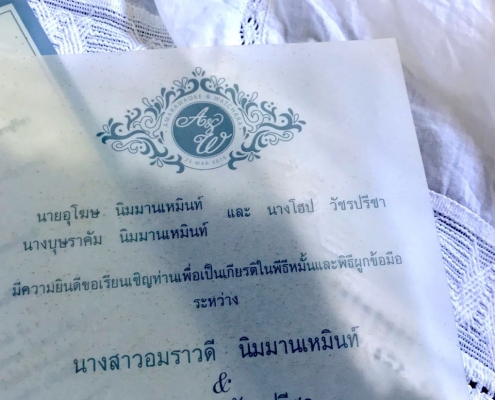 A & W
25 MAR 2018
นายอุโฆษ นิมมานเหมินท์ และ นางโฮป วัชรปรีชา
นางบุษราคัม นิมมานเหมินท์
มีความยินดีขอเรียนเชิญท่านเพื่อเป็นเกียรติในพิธีหมั้นและพิธีผูกข้อมือ
ระหว่าง
นางสาวอมราวดี นิมมานเหมินท์
&